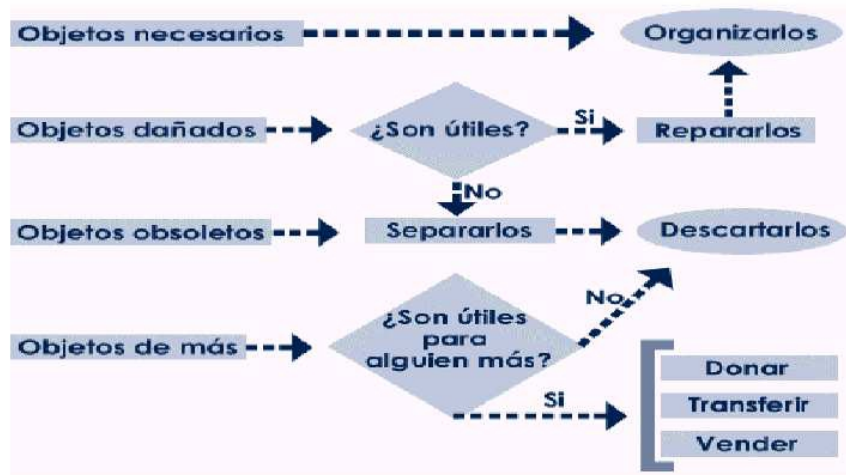 Objetos necesarios
Organizarlos
Objetos dañados
¿Son útiles?
Si
Repararlos
No
Objetos obsoletos
Separarlos
Descartarlos
Objetos de más
¿Son útiles
para
alguien más?
No
Si
Donar
Transferir
Vender